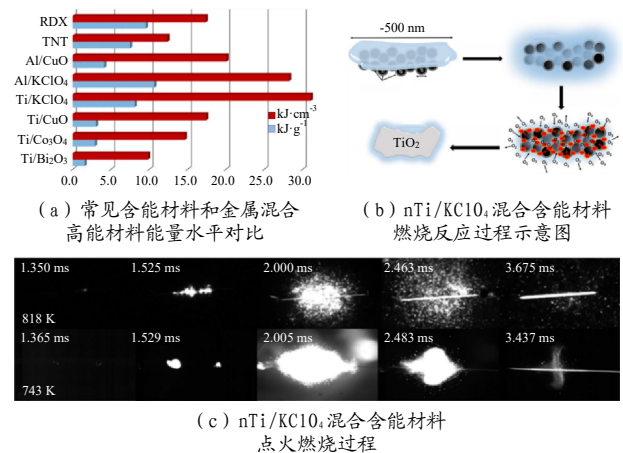 RDX
TNT
Al/CuO
Al/KClO₄
Ti/KClO₄
Ti/CuO
Ti/Co₃O₄
Ti/Bi₂O₃
kJ·cm⁻³
kJ·g⁻¹
0.0 5.0 10.0 15.0 20.0 25.0 30.0
(a)常见含能材料和金属混合
高能材料能量水平对比
~500 nm
TiO₂
(b)nTi/KClO₄混合含能材料
燃烧反应过程示意图
1.350 ms 1.525 ms 2.000 ms 2.463 ms 3.675 ms
818 K
1.365 ms 1.529 ms 2.005 ms 2.483 ms 3.437 ms
743 K
(c)nTi/KClO₄混合含能材料
点火燃烧过程